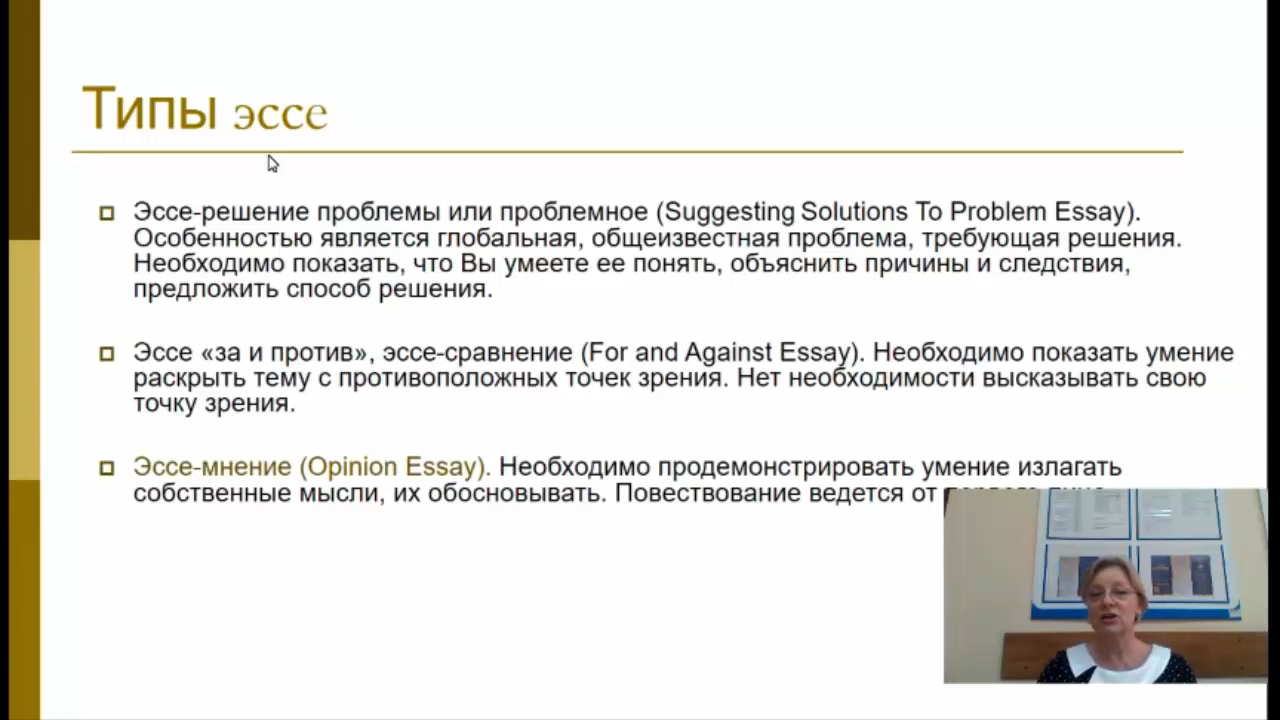 Типы эссе
Эссе-решение проблемы или проблемное (Suggesting Solutions To Problem Essay).
Особенностью является глобальная, общеизвестная проблема, требующая решения.
Необходимо показать, что Вы умеете ее понять, объяснить причины и следствия,
предложить способ решения.
Эссе «за и против», эссе-сравнение (For and Against Essay). Необходимо показать умение
раскрыть тему с противоположных точек зрения. Нет необходимости высказывать свою
точку зрения.
Эссе-мнение (Opinion Essay). Необходимо продемонстрировать умение излагать
собственные мысли, их обосновывать. Повествование ведется от